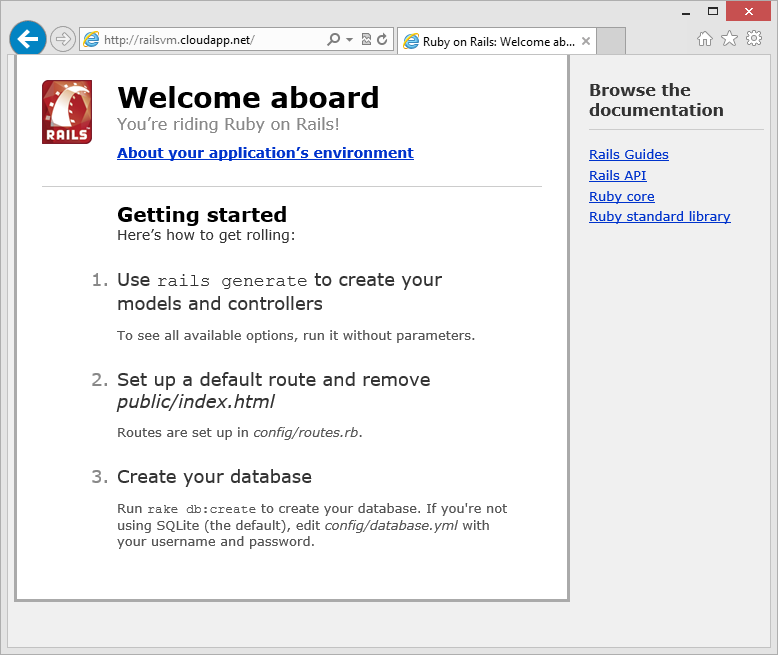 http://railsvm.cloudapp.net/
Ruby on Rails: Welcome ab...
RAILS
Welcome aboard
You’re riding Ruby on Rails!
About your application’s environment
Getting started
Here’s how to get rolling:
1. Use rails generate to create your
models and controllers
To see all available options, run it without parameters.
2. Set up a default route and remove
public/index.html
Routes are set up in config/routes.rb.
3. Create your database
Run rake db:create to create your database. If you're not
using SQLite (the default), edit config/database.yml with
your username and password.
Browse the
documentation
Rails Guides
Rails API
Ruby core
Ruby standard library